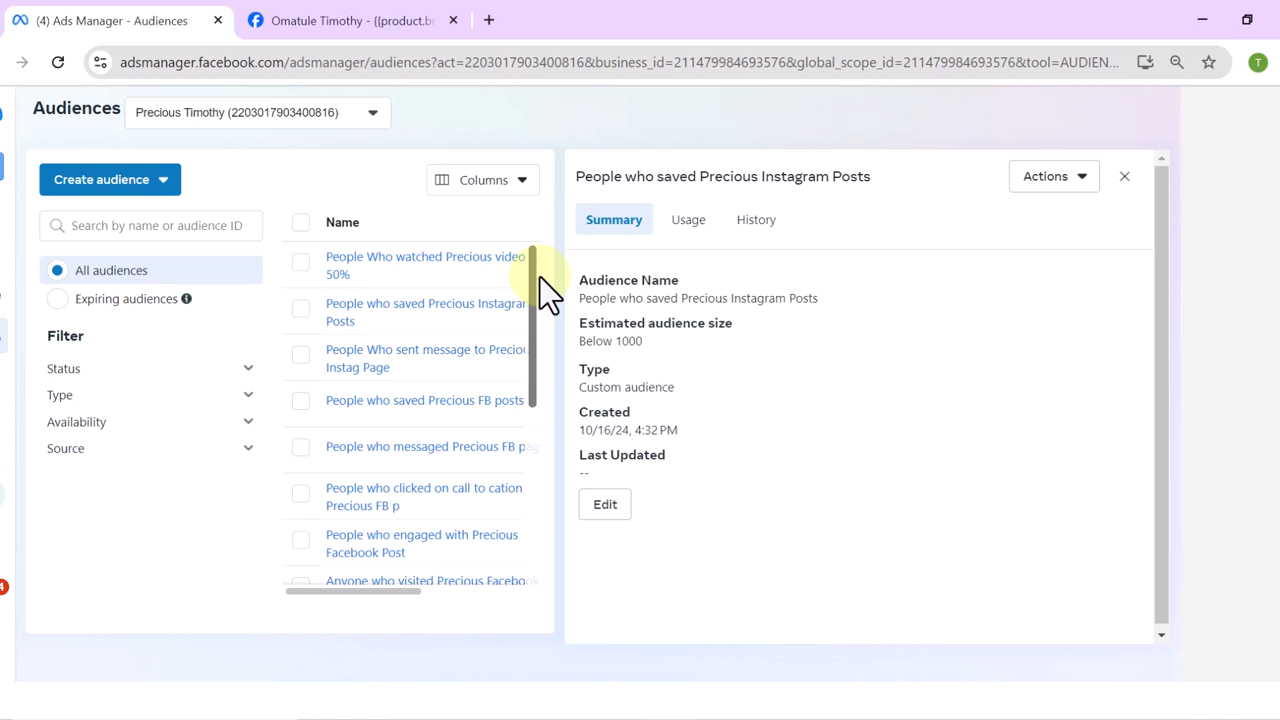 (4) Ads Manager - Audiences
Omatule Timothy - {{product.br
adsmanager.facebook.com/adsmanager/audiences?act=2203017903400816&business_id=211479984693576&global_scope_id=211479984693576&tool=AUDIEN...
T
Audiences
Precious Timothy (2203017903400816)
Create audience
Columns
Search by name or audience ID
All audiences
Expiring audiences
Filter
Status
Type
Availability
Source
4
Name
People Who watched Precious video
50%
People who saved Precious Instagram
Posts
People Who sent message to Preciou
Instag Page
People who saved Precious FB posts
People who messaged Precious FB pag
People who clicked on call to cation
Precious FB p
People who engaged with Precious
Facebook Post
Anyone who visited Precious Facebook
People who saved Precious Instagram Posts
Actions
Summary
Usage
History
Audience Name
People who saved Precious Instagram Posts
Estimated audience size
Below 1000
Type
Custom audience
Created
10/16/24, 4:32 PM
Last Updated
--
Edit